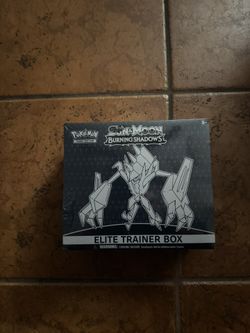 POKÉMON
SUN & MOON
BURNING SHADOWS
ELITE TRAINER BOX
WARNING: